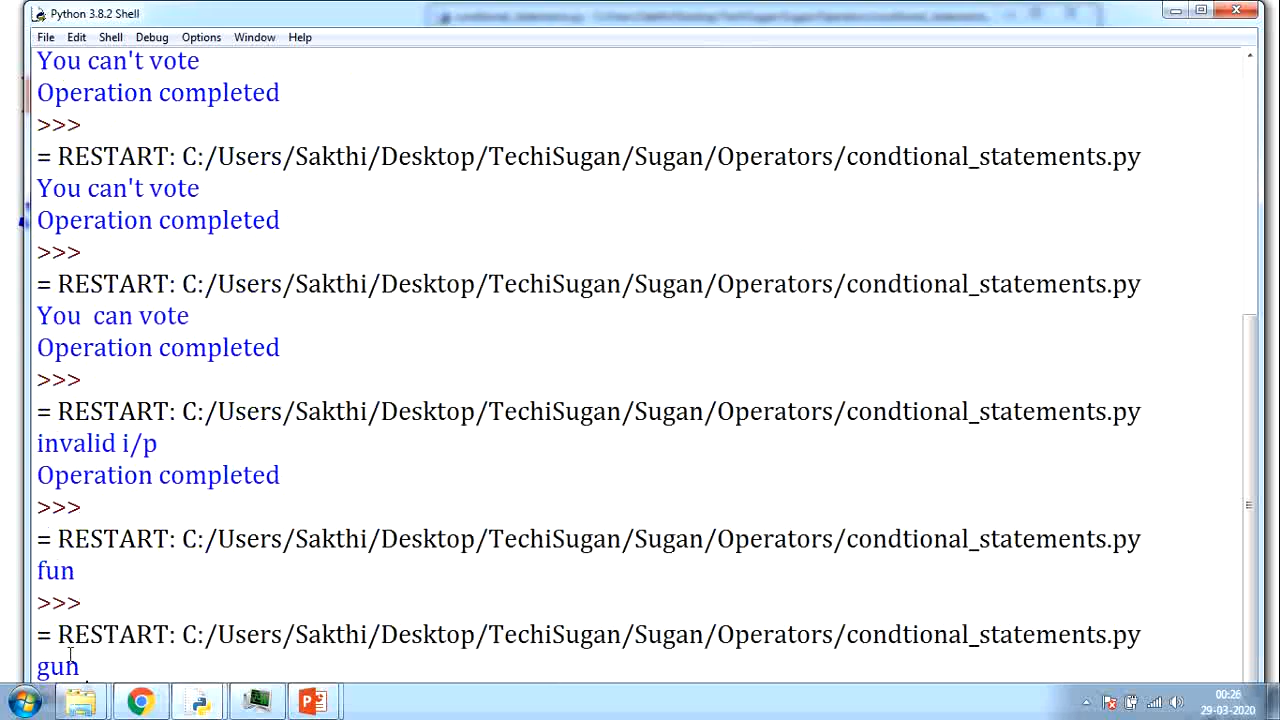 Python 3.8.2 Shell
File Edit Shell Debug Options Window Help
You can't vote
Operation completed
>>>
= RESTART: C:/Users/Sakthi/Desktop/TechiSugan/Sugan/Operators/condtional_statements.py
You can't vote
Operation completed
>>>
= RESTART: C:/Users/Sakthi/Desktop/TechiSugan/Sugan/Operators/condtional_statements.py
You  can vote
Operation completed
>>>
= RESTART: C:/Users/Sakthi/Desktop/TechiSugan/Sugan/Operators/condtional_statements.py
invalid i/p
Operation completed
>>>
= RESTART: C:/Users/Sakthi/Desktop/TechiSugan/Sugan/Operators/condtional_statements.py
fun
>>>
= RESTART: C:/Users/Sakthi/Desktop/TechiSugan/Sugan/Operators/condtional_statements.py
gun
00:26
29-03-2020